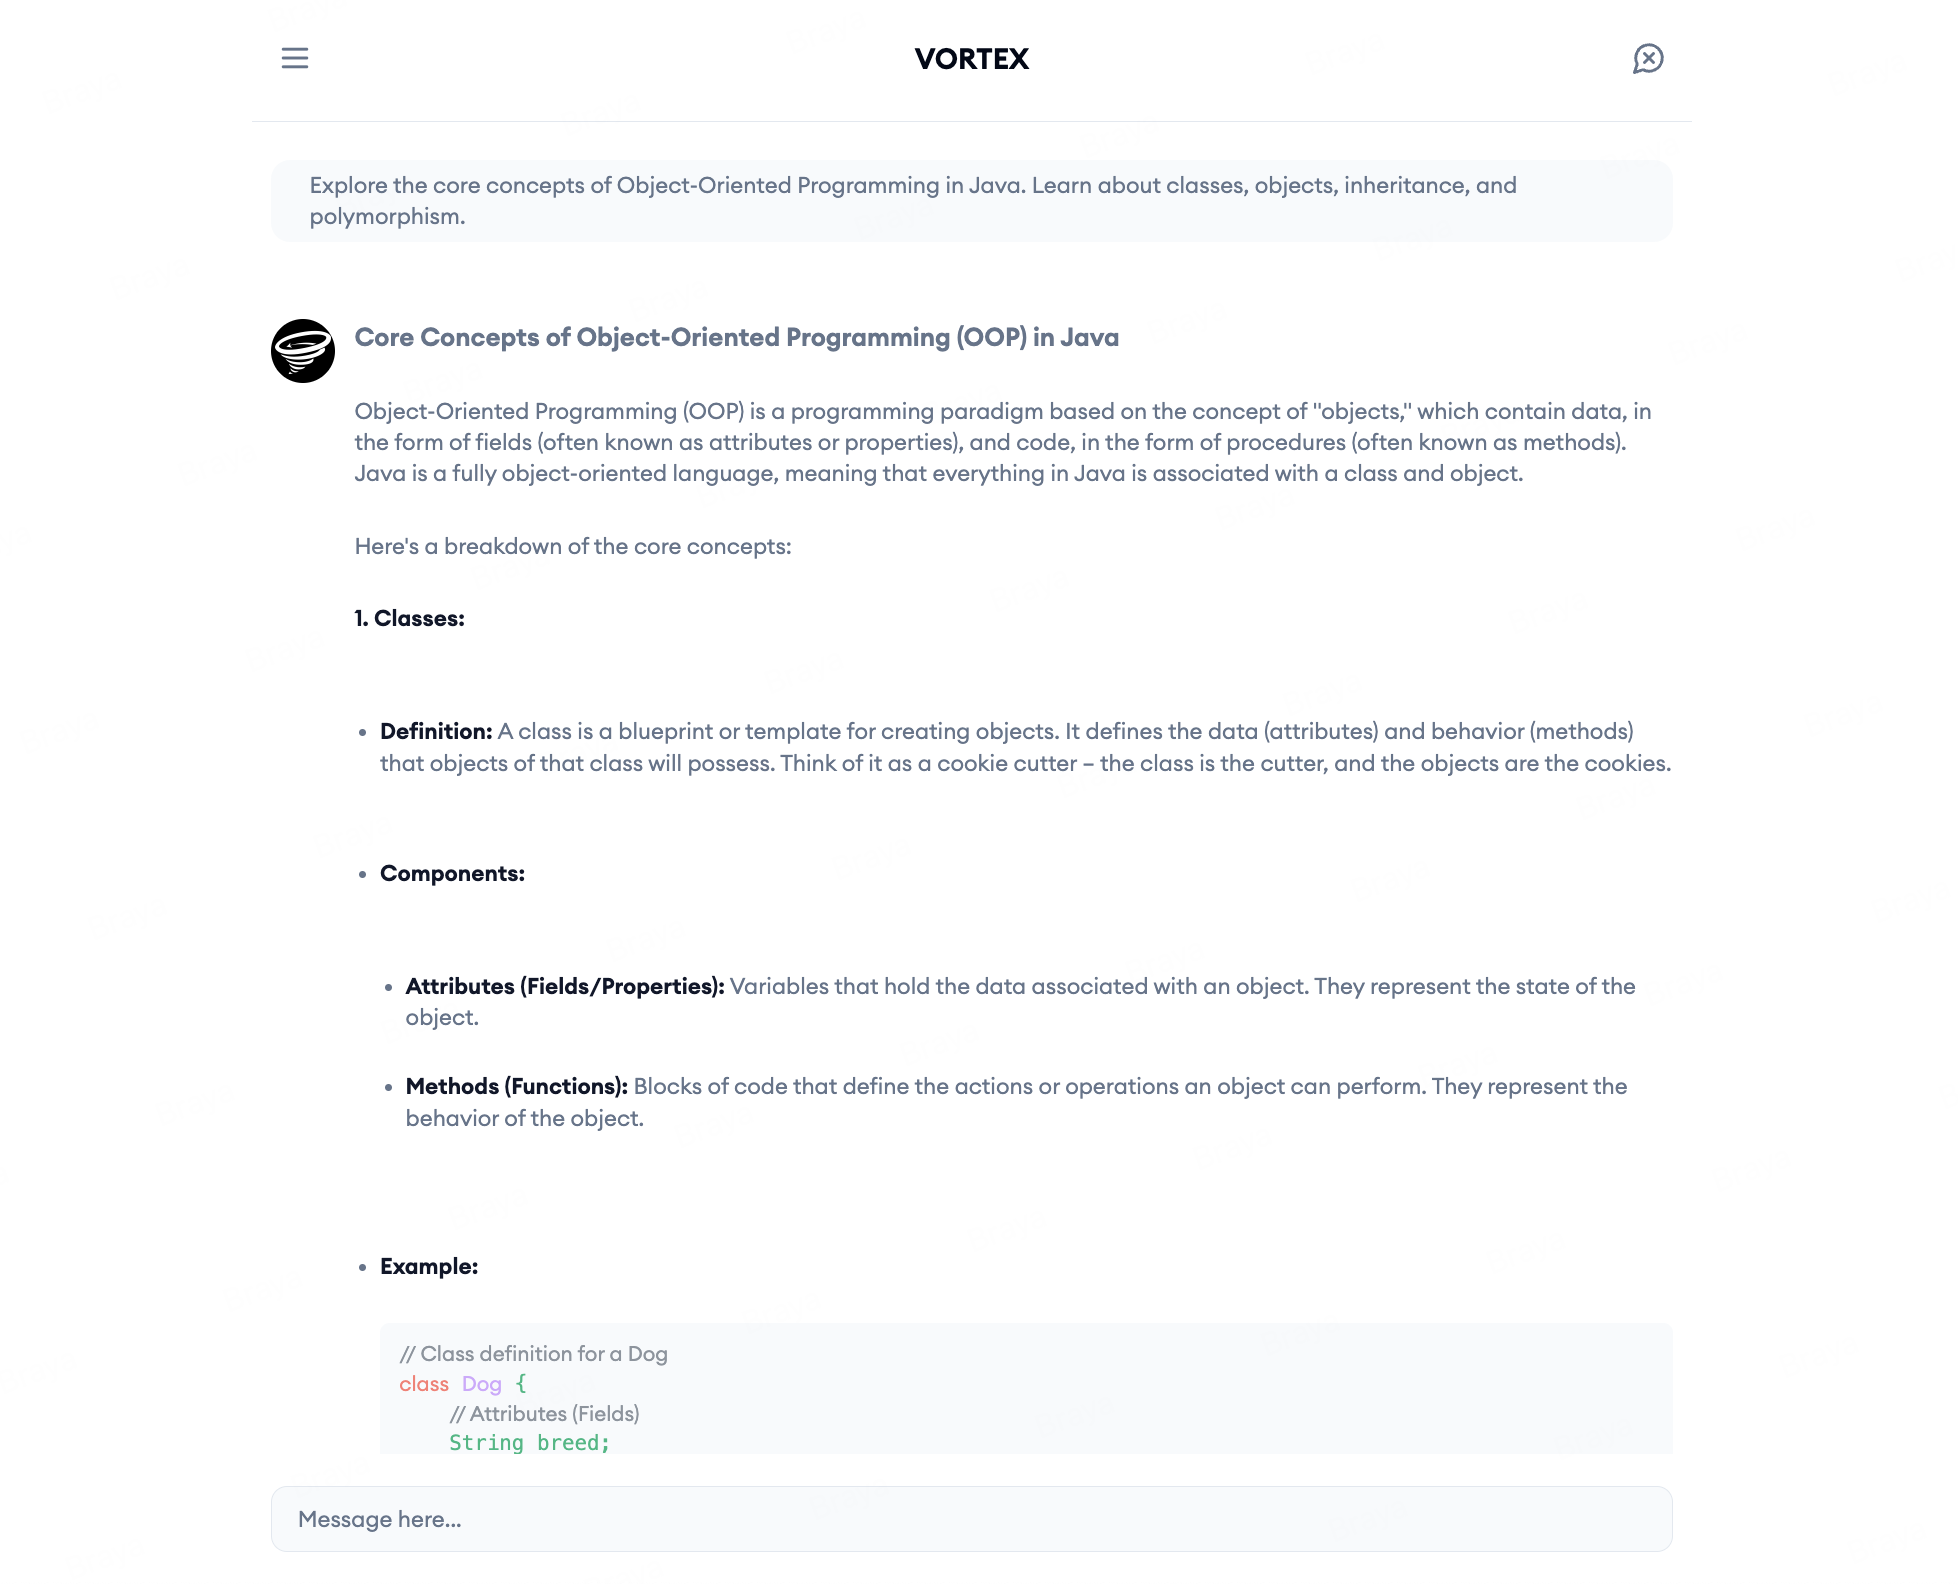 VORTEX
Explore the core concepts of Object-Oriented Programming in Java. Learn about classes, objects, inheritance, and
polymorphism.
Core Concepts of Object-Oriented Programming (OOP) in Java
Object-Oriented Programming (OOP) is a programming paradigm based on the concept of "objects," which contain data, in
the form of fields (often known as attributes or properties), and code, in the form of procedures (often known as methods).
Java is a fully object-oriented language, meaning that everything in Java is associated with a class and object.
Here's a breakdown of the core concepts:
1. Classes:
• Definition: A class is a blueprint or template for creating objects. It defines the data (attributes) and behavior (methods)
that objects of that class will possess. Think of it as a cookie cutter – the class is the cutter, and the objects are the cookies.
• Components:
• Attributes (Fields/Properties): Variables that hold the data associated with an object. They represent the state of the
object.
• Methods (Functions): Blocks of code that define the actions or operations an object can perform. They represent the
behavior of the object.
• Example:
// Class definition for a Dog
class Dog {
// Attributes (Fields)
String breed;
Message here...